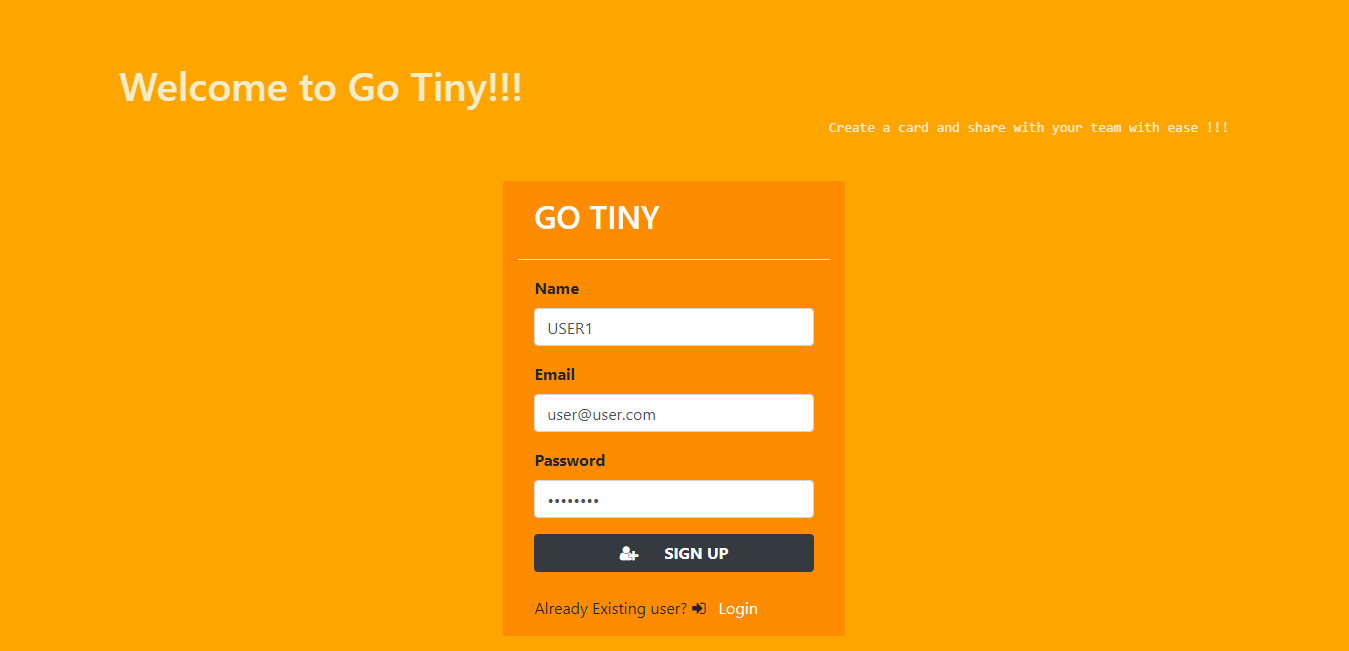 Welcome to Go Tiny!!!
Create a card and share with your team with ease !!!
GO TINY
Name
USER1
Email
user@user.com
Password
••••••••
SIGN UP
Already Existing user? Login